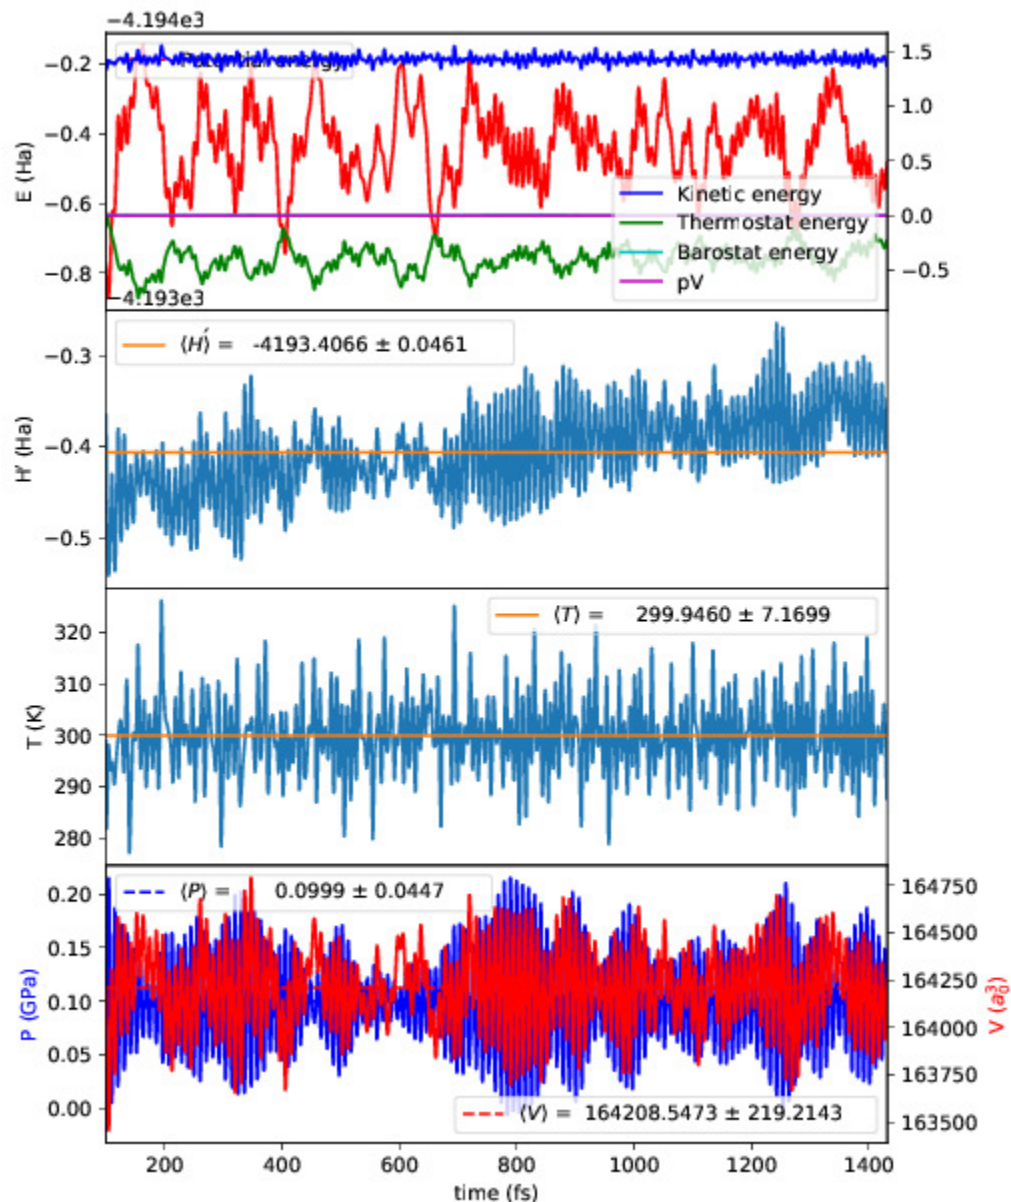 −4.194e3
Potential energy
−0.2
−0.4
−0.6
−0.8
E (Ha)
1.5
1.0
0.5
0.0
−0.5
Kinetic energy
Thermostat energy
Barostat energy
pV
−4.193e3
⟨H′⟩ = -4193.4066 ± 0.0461
−0.3
−0.4
−0.5
H′ (Ha)
⟨T⟩ = 299.9460 ± 7.1699
320
310
300
290
280
T (K)
⟨P⟩ = 0.0999 ± 0.0447
0.20
0.15
0.10
0.05
0.00
P (GPa)
164750
164500
164250
164000
163750
163500
V (a₀³)
⟨V⟩ = 164208.5473 ± 219.2143
200 400 600 800 1000 1200 1400
time (fs)